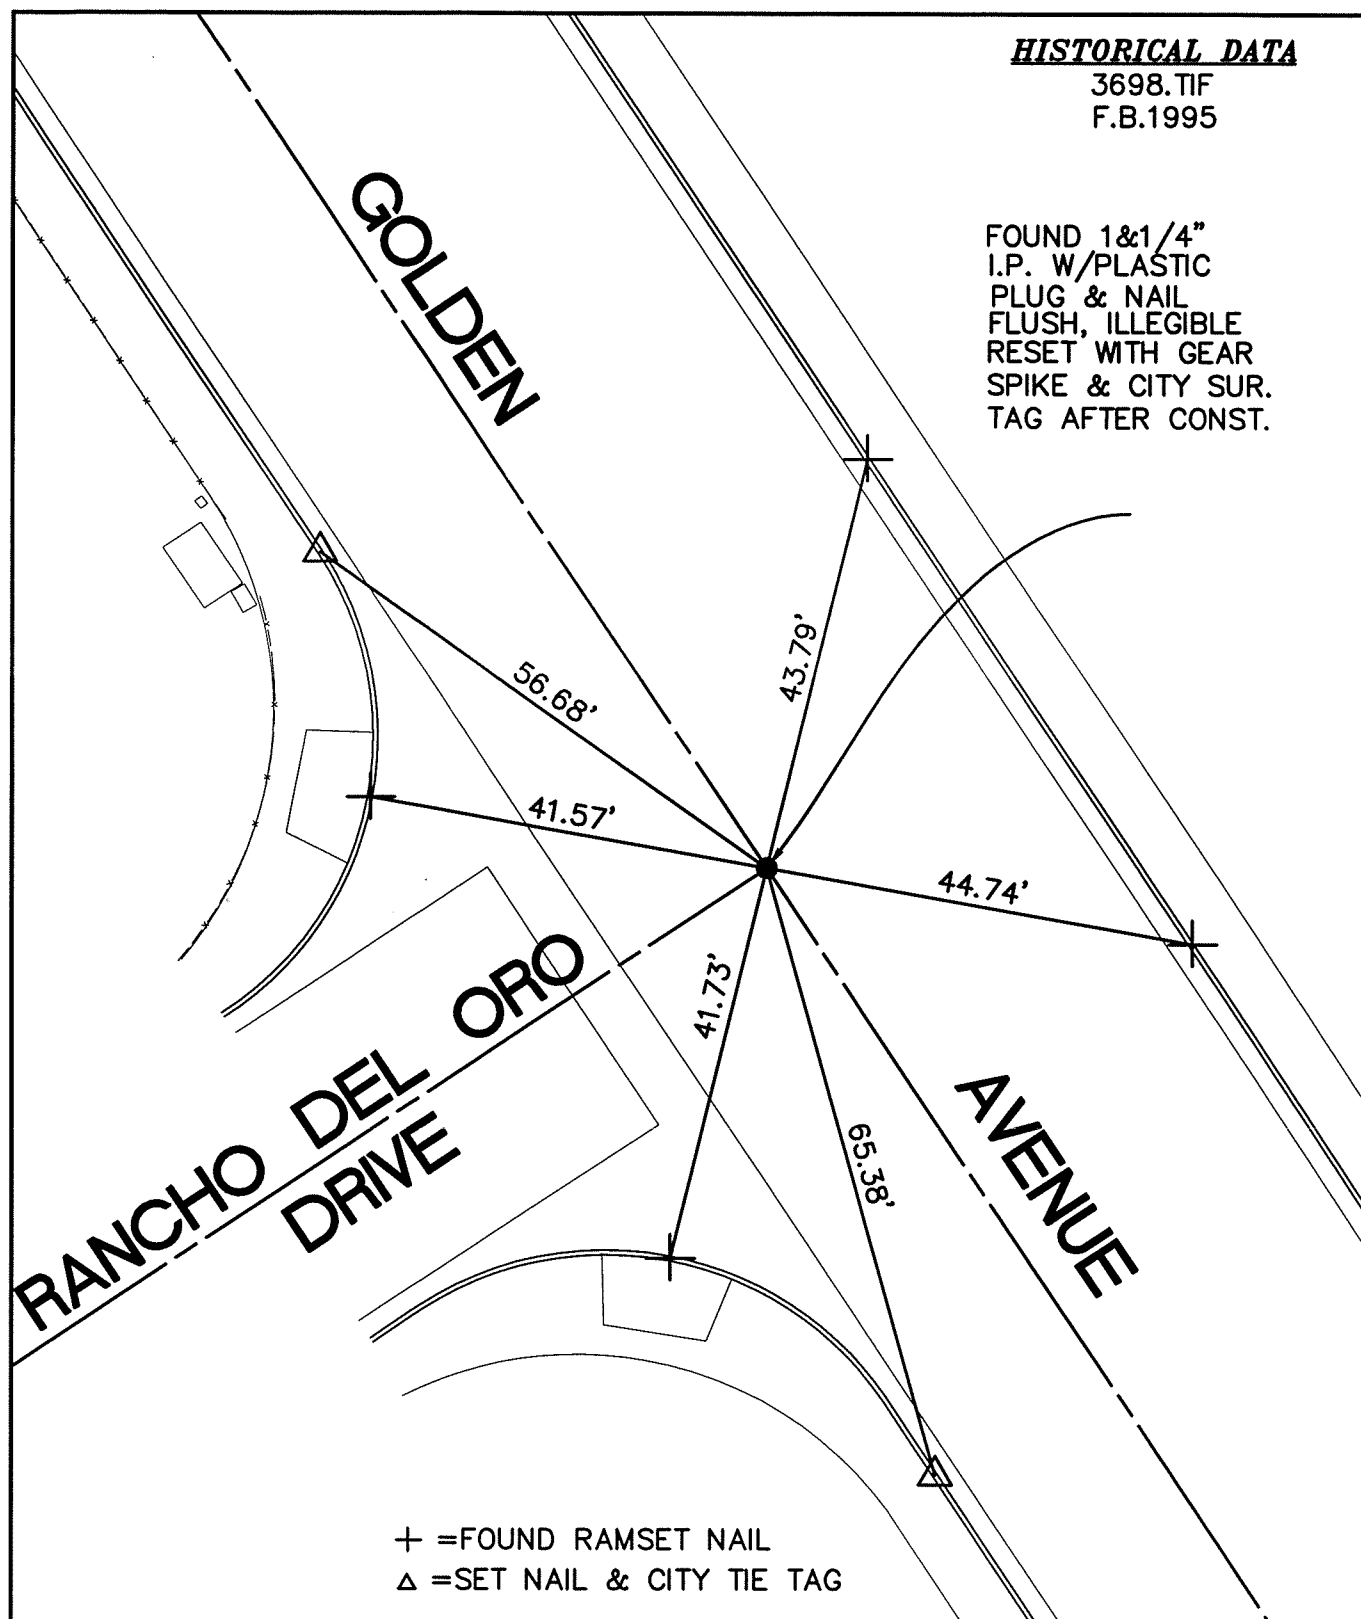 HISTORICAL DATA
3698.TIF
F.B.1995
FOUND 1&1/4"
I.P. W/PLASTIC
PLUG & NAIL
FLUSH, ILLEGIBLE
RESET WITH GEAR
SPIKE & CITY SUR.
TAG AFTER CONST.
GOLDEN
43.79'
56.68'
41.57'
44.74'
41.73'
65.38'
RANCHO DEL ORO
DRIVE
AVENUE
+ =FOUND RAMSET NAIL
△ =SET NAIL & CITY TIE TAG